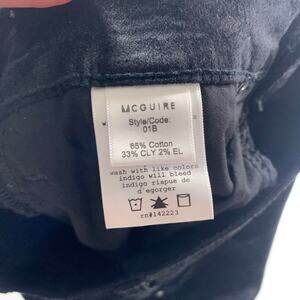 MCGUIRE
Style/Code:
01B
65% Cotton
33% CLY 2% EL
wash with like colors
indigo will bleed
indigo risque de
d'egorger
rn#142223